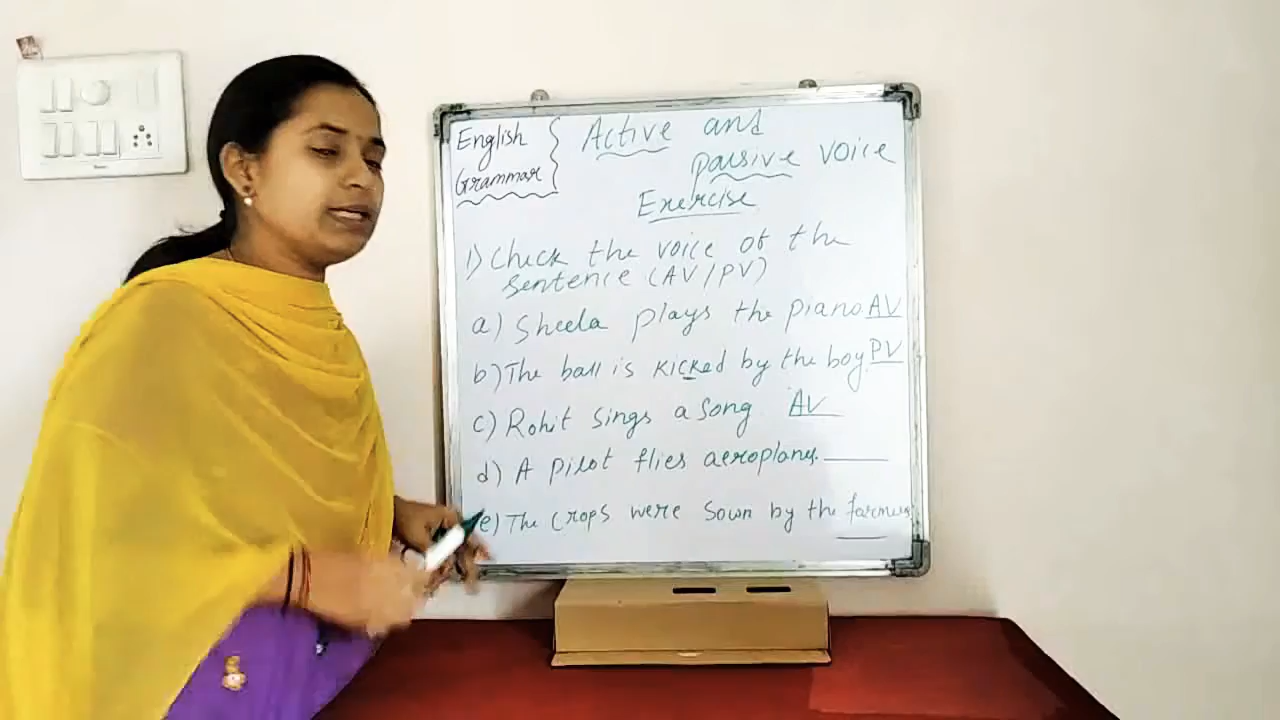 English
Grammar
Active and
passive voice
Exercise
1) Check the voice of the
sentence (AV/PV)
a) Sheela plays the piano AV
b) The ball is kicked by the boy. PV
c) Rohit sings a song. AV
d) A pilot flies aeroplanes.
e) The crops were sown by the farmers